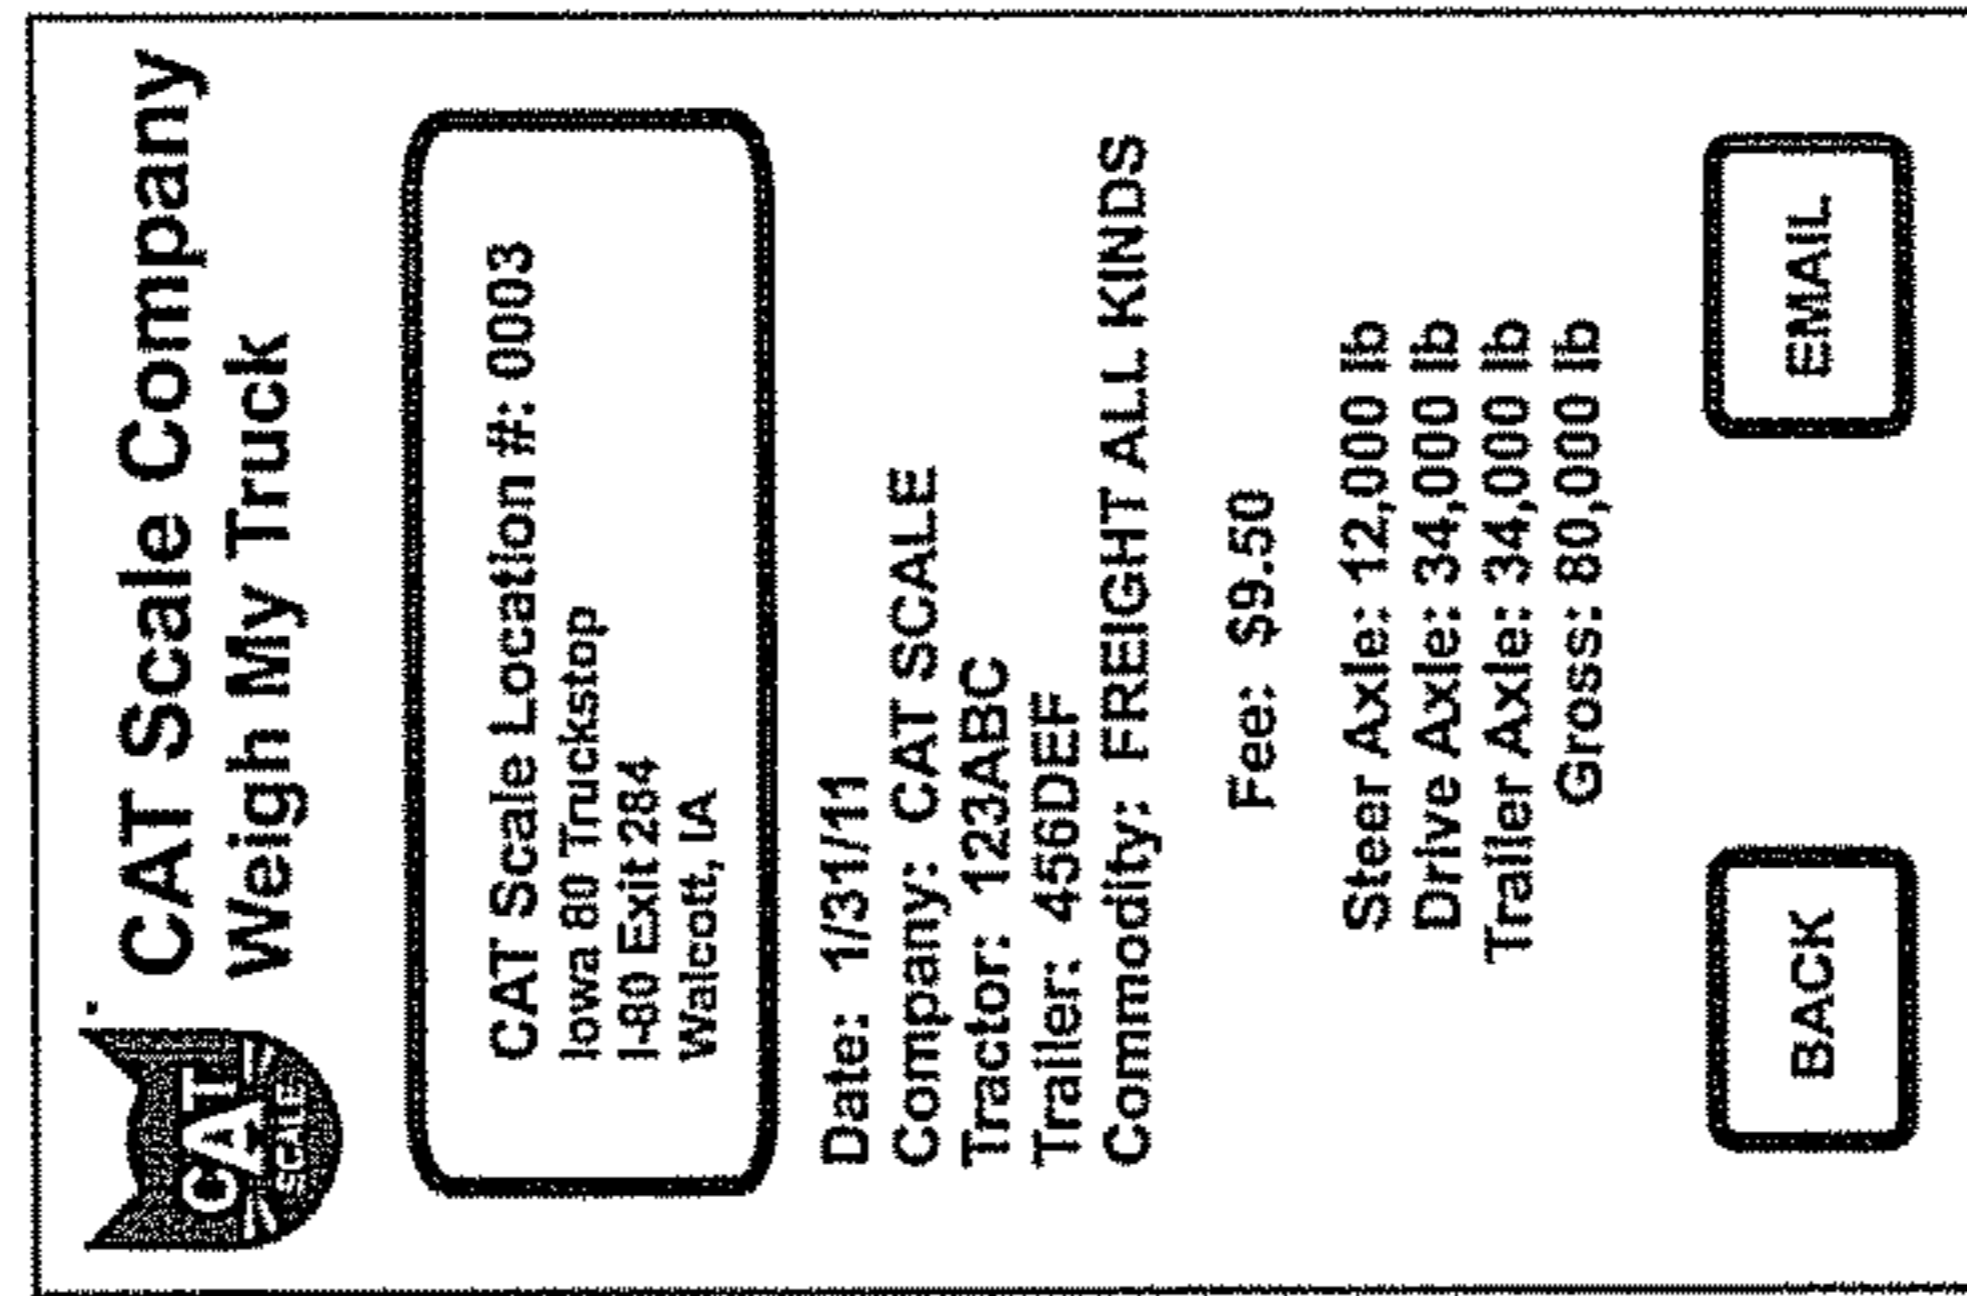 CAT SCALE
CAT Scale Company
Weigh My Truck
CAT Scale Location #: 0003
Iowa 80 Truckstop
I-80 Exit 284
Walcott, IA
Date: 1/31/11
Company: CAT SCALE
Tractor: 123ABC
Trailer: 456DEF
Commodity: FREIGHT ALL KINDS
Fee: $9.50
Steer Axle: 12,000 lb
Drive Axle: 34,000 lb
Trailer Axle: 34,000 lb
Gross: 80,000 lb
BACK
EMAIL